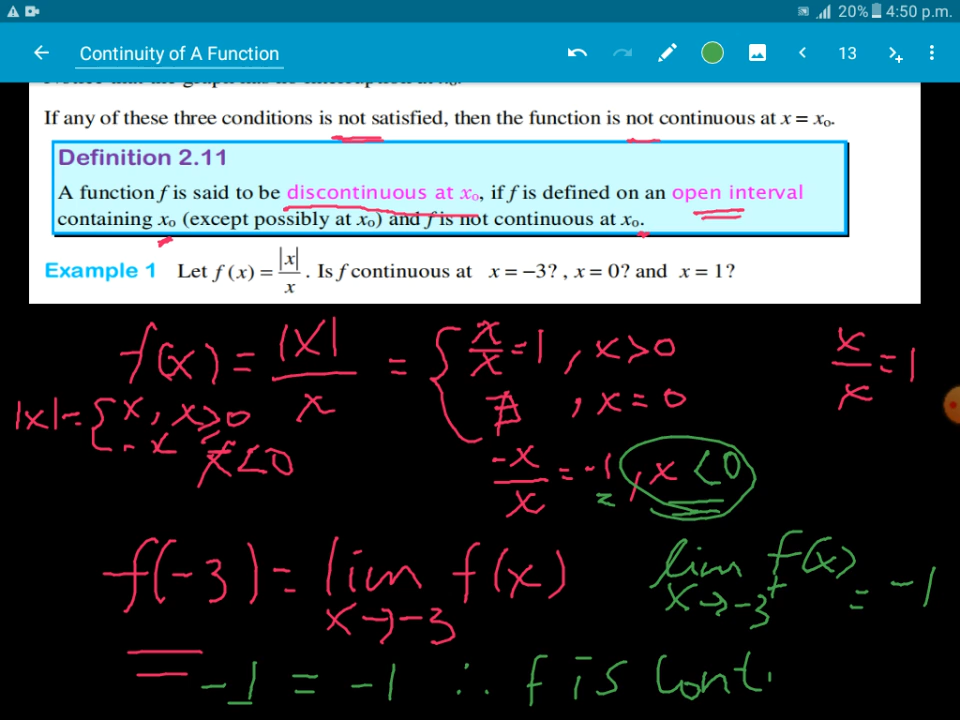 20% 4:50 p.m.
Continuity of A Function
13
If any of these three conditions is not satisfied, then the function is not continuous at x = x₀.
Definition 2.11
A function f is said to be discontinuous at x₀, if f is defined on an open interval
containing x₀ (except possibly at x₀) and f is not continuous at x₀.
Example 1 Let f (x) = |x|/x . Is f continuous at x = −3? , x = 0? and x = 1?
f(x) = |x|/x = { x/x = 1 , x > 0
x/x = 1
∄ , x = 0
|x| = { x , x ≥ 0
-x x < 0
-x/x = -1 , x < 0
f(-3) = lim x→-3 f(x)
lim x→-3⁺ f(x) = -1
-1 = -1 ∴ f is cont.